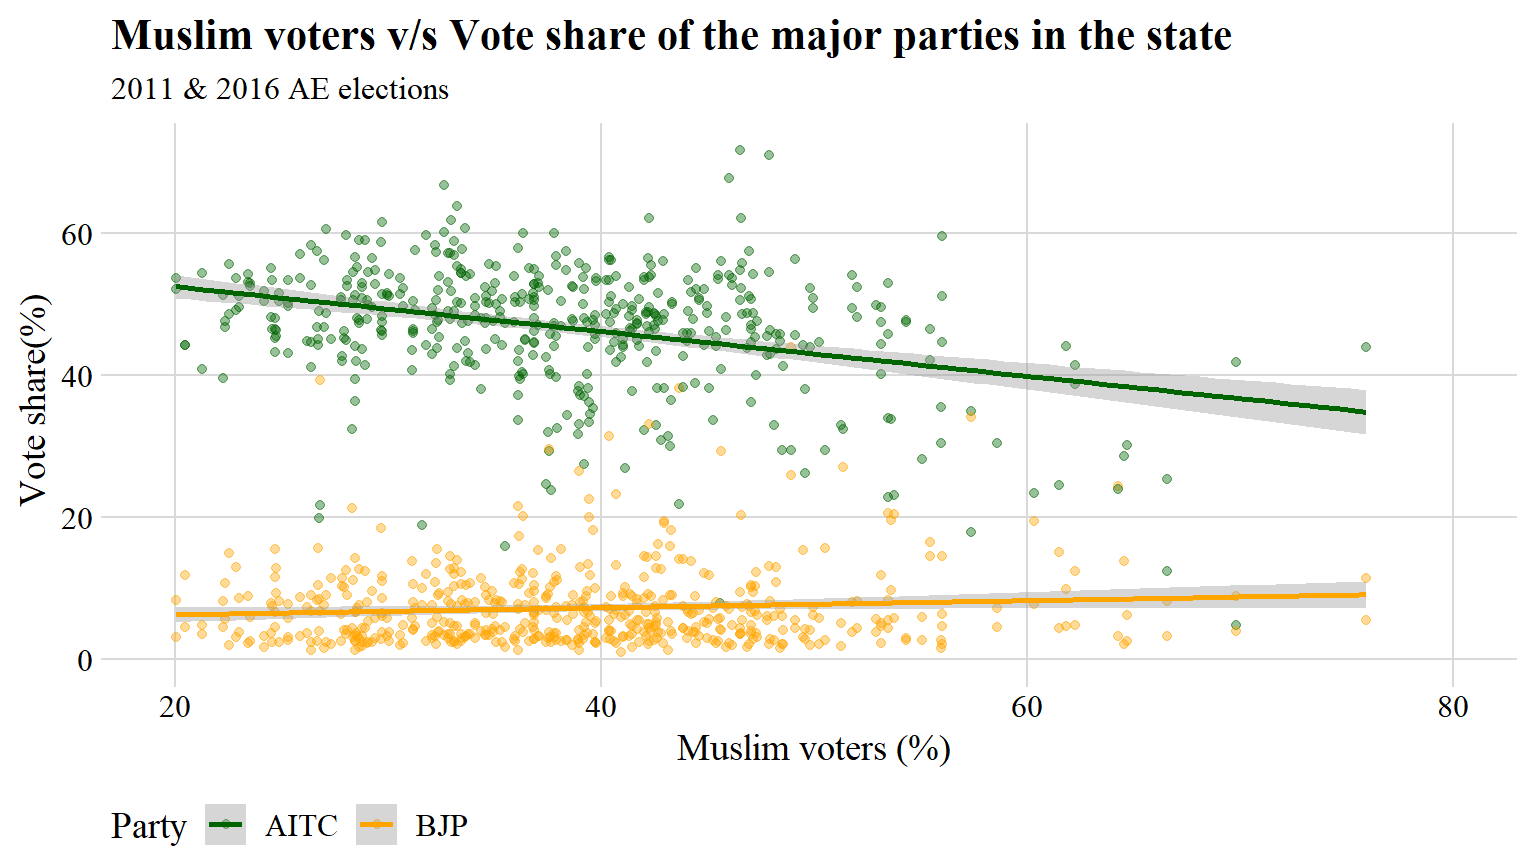 Muslim voters v/s Vote share of the major parties in the state
2011 & 2016 AE elections
Vote share(%)
60
40
20
0
20 40 60 80
Muslim voters (%)
Party AITC BJP